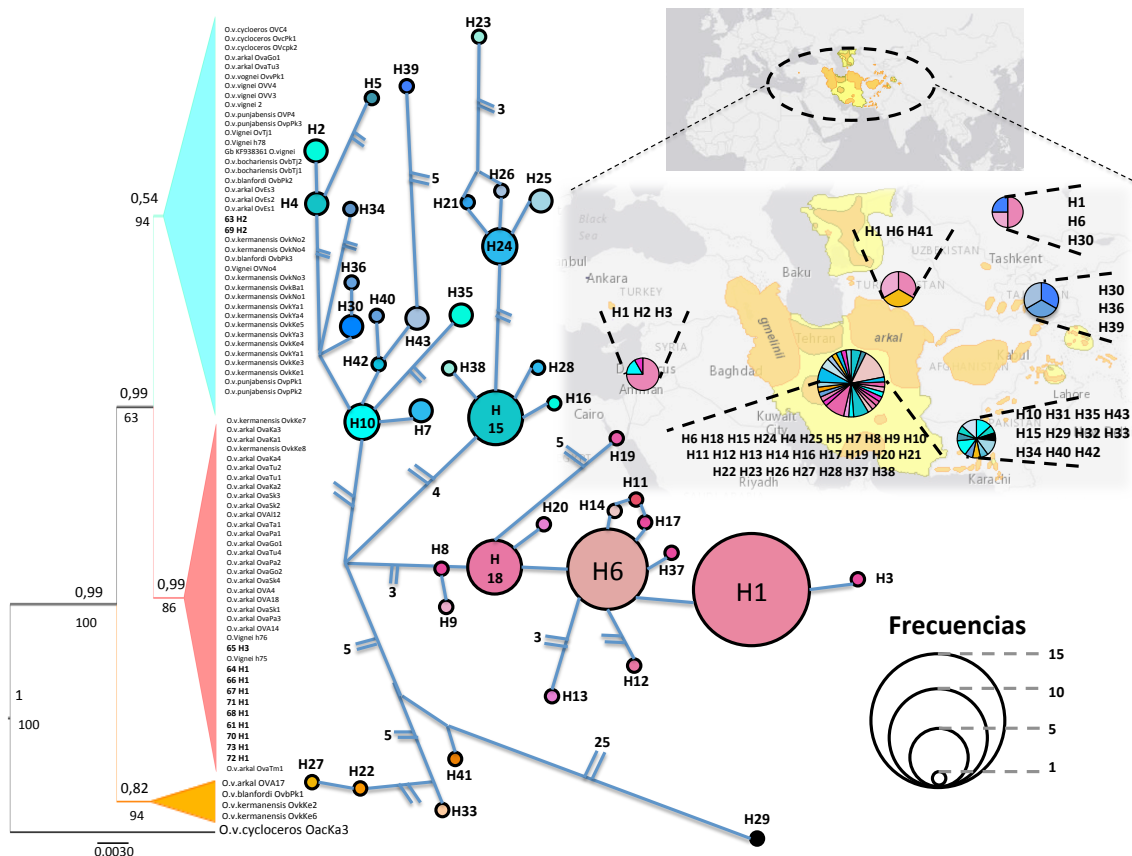 O.v.cycloeros OVC4
O.v.cycloceros OvcPk1
O.v.cycloceros OVcpk2
O.v.arkal OvaGo1
O.v.arkal OvaTu3
O.v.vognei OvvPk1
O.v.vignei OVV4
O.v.vignei OVV3
O.v.vignei 2
O.v.punjabensis OVP4
O.v.punjabensis OvpPk3
O.Vignei OvTj1
O.Vignei h78
Gb KF938361 O.vignei
O.v.bochariensis OvbTj2
O.v.bochariensis OvbTj1
O.v.blanfordi OvbPk2
O.v.arkal OvEs3
O.v.arkal OvEs2
O.v.arkal OvEs1
63 H2
69 H2
O.v.kermanensis OvkNo2
O.v.kermanensis OvkNo4
O.v.blanfordi OvbPk3
O.Vignei OVNo4
O.v.kermanensis OvkNo3
O.v.kermanensis OvkBa1
O.v.kermanensis OvkNo1
O.v.kermanensis OvkYa1
O.v.kermanensis OvkYa4
O.v.kermanensis OvkKe5
O.v.kermanensis OvkYa3
O.v.kermanensis OvkKe4
O.v.kermanensis OvkYa1
O.v.kermanensis OvkKe3
O.v.kermanensis OvkKe1
O.v.punjabensis OvpPk1
O.v.punjabensis OvpPk2
O.v.kermanensis OvkKe7
O.v.arkal OvaKa3
O.v.arkal OvaKa1
O.v.kermanensis OvkKe8
O.v.arkal OvaKa4
O.v.arkal OvaTu2
O.v.arkal OvaTu1
O.v.arkal OvaKa2
O.v.arkal OvaSk3
O.v.arkal OvaSk2
O.v.arkal OVAl12
O.v.arkal OvaTa1
O.v.arkal OvaPa1
O.v.arkal OvaGo1
O.v.arkal OvaTu4
O.v.arkal OvaPa2
O.v.arkal OvaGo2
O.v.arkal OvaSk4
O.v.arkal OVA4
O.v.arkal OVA18
O.v.arkal OvaSk1
O.v.arkal OvaPa3
O.v.arkal OVA14
O.Vignei h76
65 H3
O.Vignei h75
64 H1
66 H1
67 H1
71 H1
68 H1
61 H1
70 H1
73 H1
72 H1
O.v.arkal OvaTm1
O.v.arkal OVA17
O.v.blanfordi OvbPk1
O.v.kermanensis OvkKe2
O.v.kermanensis OvkKe6
O.v.cycloceros OacKa3
0,54
94
0,99
63
0,99
86
0,99
100
1
100
0,82
94
0.0030
H23
H39
H5
3
H2
5
H26
H25
H21
H4
H34
H24
H36
H40
H35
H30
H43
H42
H38
H28
H16
H
15
H10
H7
5
H19
4
H11
H14
H20
H17
H8
H
18
H6
H37
H1
H3
3
H9
5
3
H12
H13
5
25
H41
H27
H22
H33
H29
H1
H6
H30
H1 H6 H41
H30
H36
H39
H1 H2 H3
H10 H31 H35 H43
H15 H29 H32 H33
H34 H40 H42
H6 H18 H15 H24 H4 H25 H5 H7 H8 H9 H10
H11 H12 H13 H14 H16 H17 H19 H20 H21
H22 H23 H26 H27 H28 H37 H38
Black
Sea
Ankara
TURKEY
Baku
UZBEKISTAN
Tashkent
gmelinii
Tehran
arkal
SYRIA
Baghdad
Amman
AFGHANISTAN
Kabul
Lahore
Cairo
Kuwait
City
Riyadh
Karachi
Frecuencias
15
10
5
1